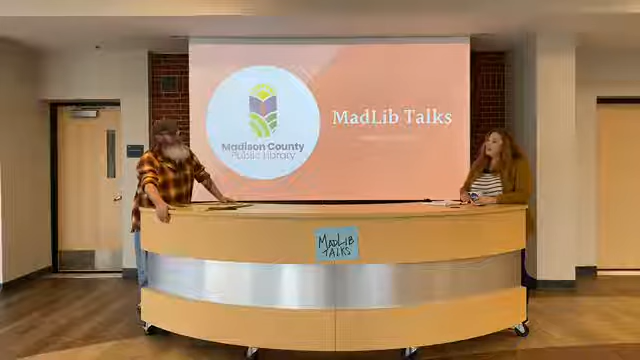 MadLib Talks
Madison County
Public Library
MADLIB
TALKS